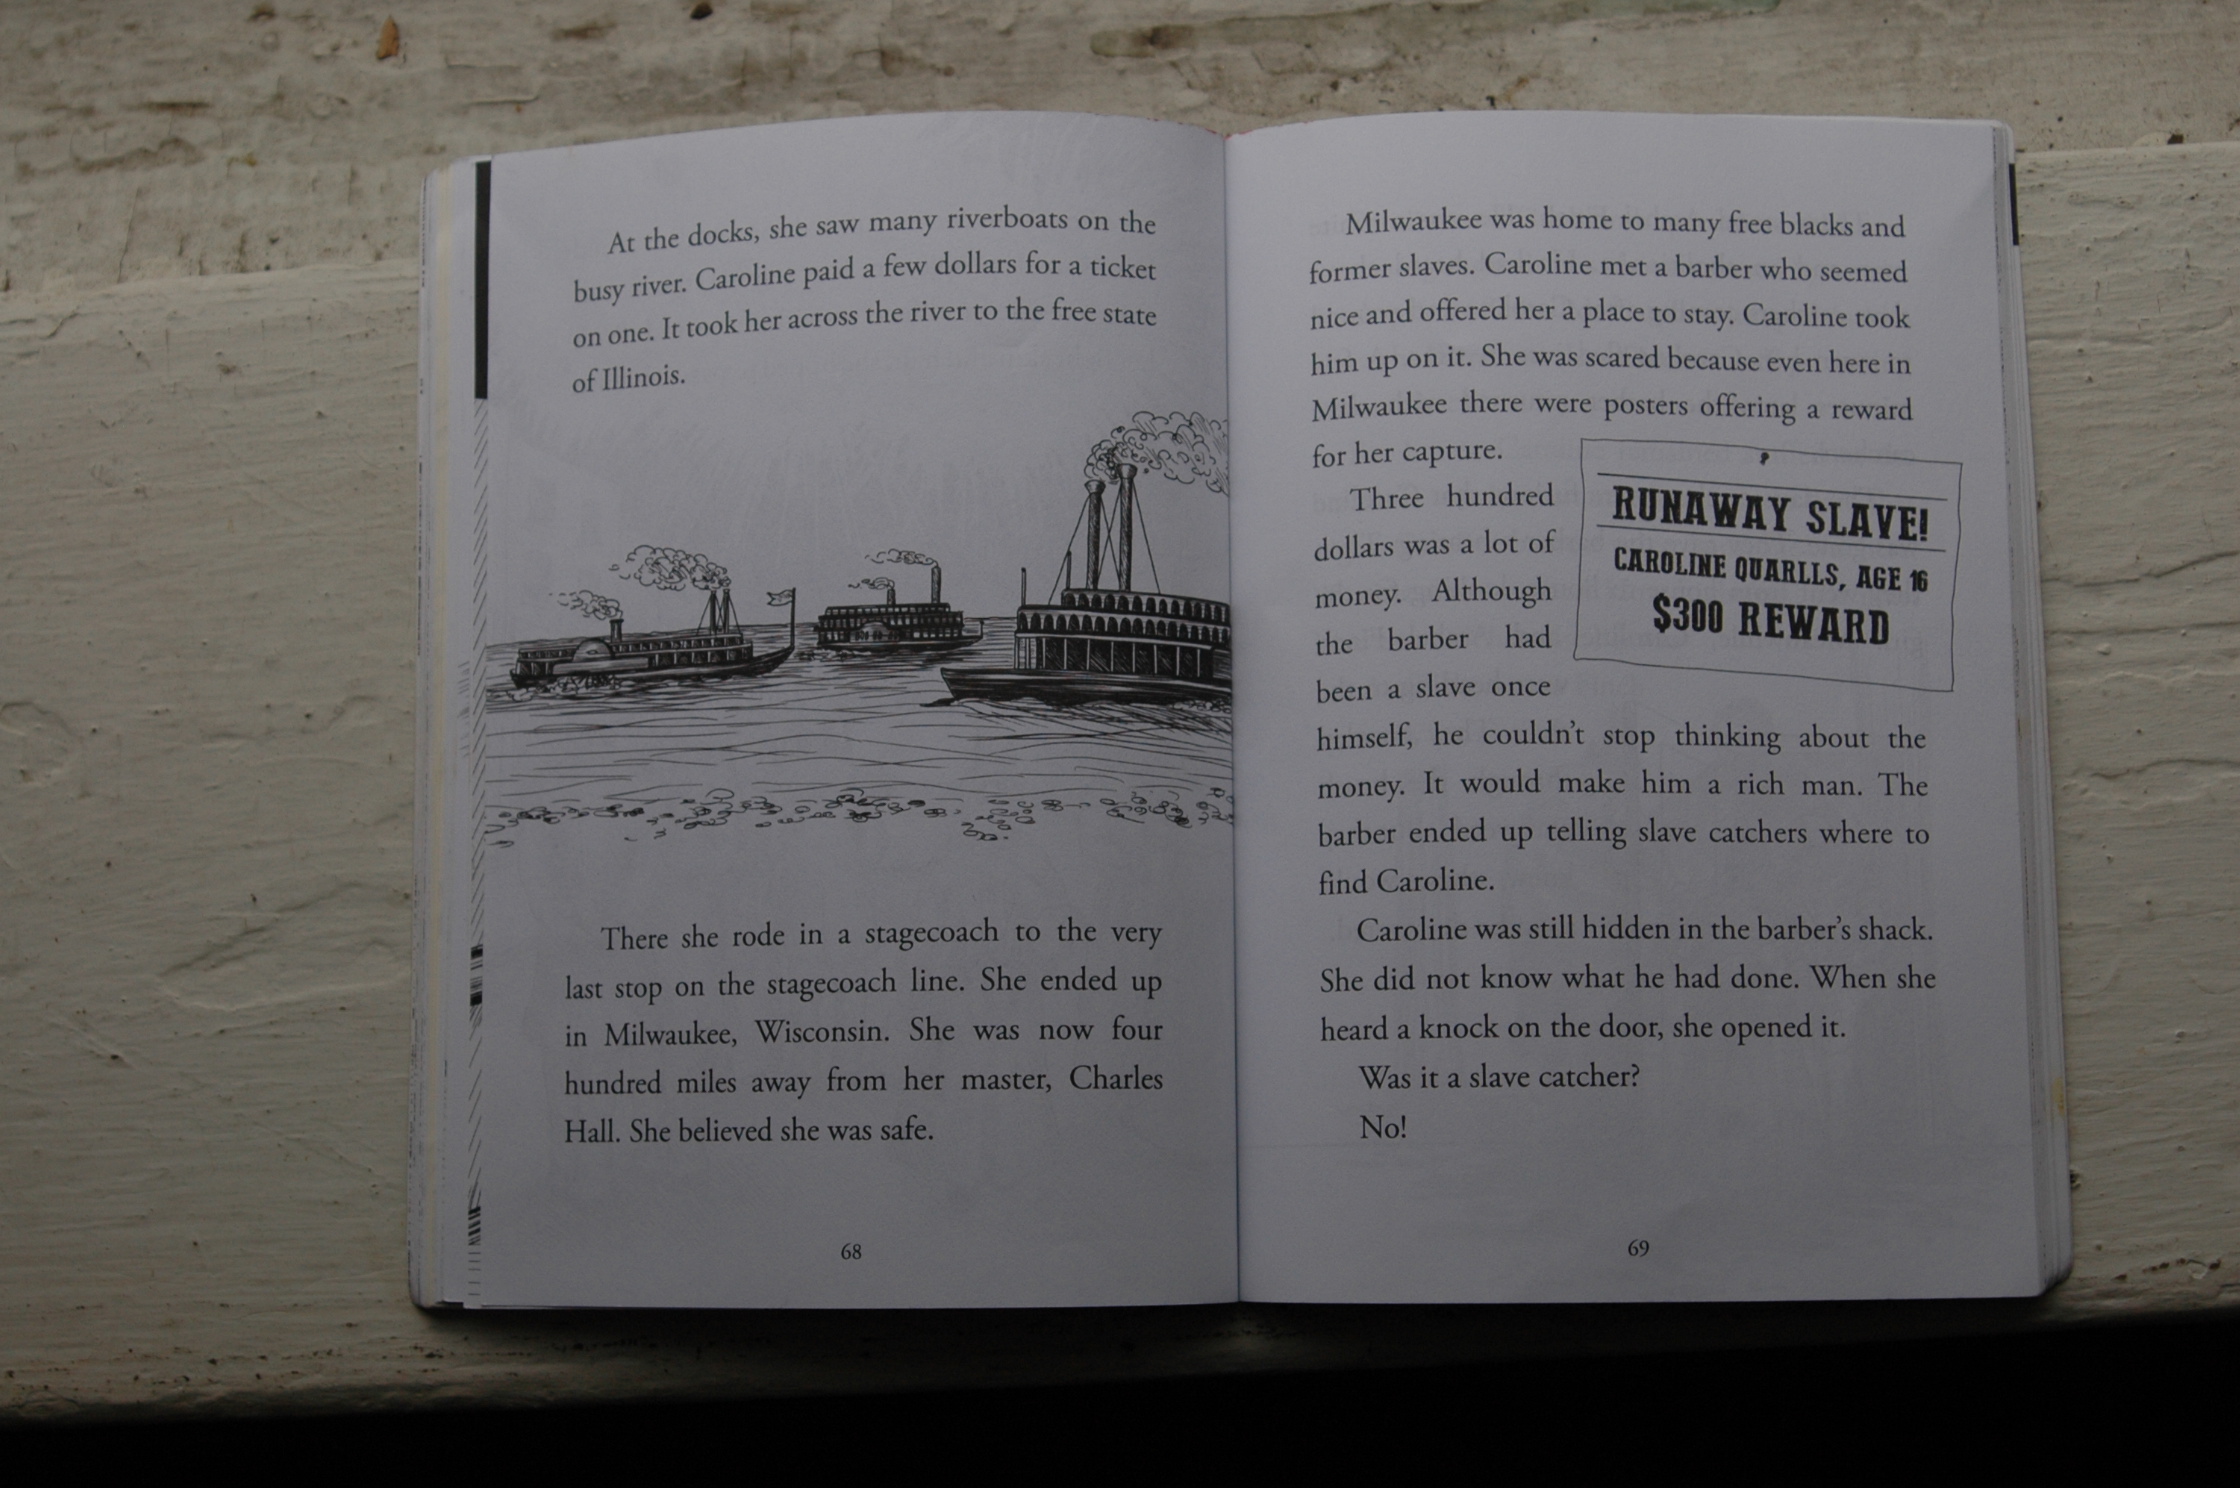 At the docks, she saw many riverboats on the
busy river. Caroline paid a few dollars for a ticket
on one. It took her across the river to the free state
of Illinois.
There she rode in a stagecoach to the very
last stop on the stagecoach line. She ended up
in Milwaukee, Wisconsin. She was now four
hundred miles away from her master, Charles
Hall. She believed she was safe.
68
Milwaukee was home to many free blacks and
former slaves. Caroline met a barber who seemed
nice and offered her a place to stay. Caroline took
him up on it. She was scared because even here in
Milwaukee there were posters offering a reward
for her capture.
Three hundred
dollars was a lot of
money. Although
the barber had
been a slave once
RUNAWAY SLAVE!
CAROLINE QUARLLS, AGE 16
$300 REWARD
himself, he couldn't stop thinking about the
money. It would make him a rich man. The
barber ended up telling slave catchers where to
find Caroline.
Caroline was still hidden in the barber's shack.
She did not know what he had done. When she
heard a knock on the door, she opened it.
Was it a slave catcher?
No!
69